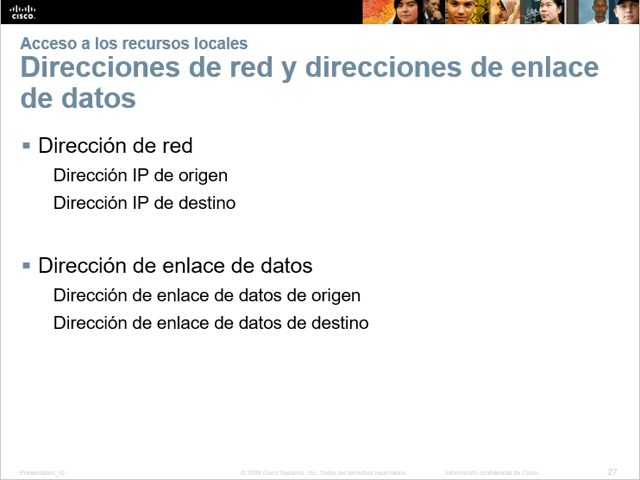 CISCO
Acceso a los recursos locales
Direcciones de red y direcciones de enlace
de datos
▪ Dirección de red
Dirección IP de origen
Dirección IP de destino
▪ Dirección de enlace de datos
Dirección de enlace de datos de origen
Dirección de enlace de datos de destino
Presentation_ID
© 2008 Cisco Systems, Inc. Todos los derechos reservados.
Información confidencial de Cisco
27